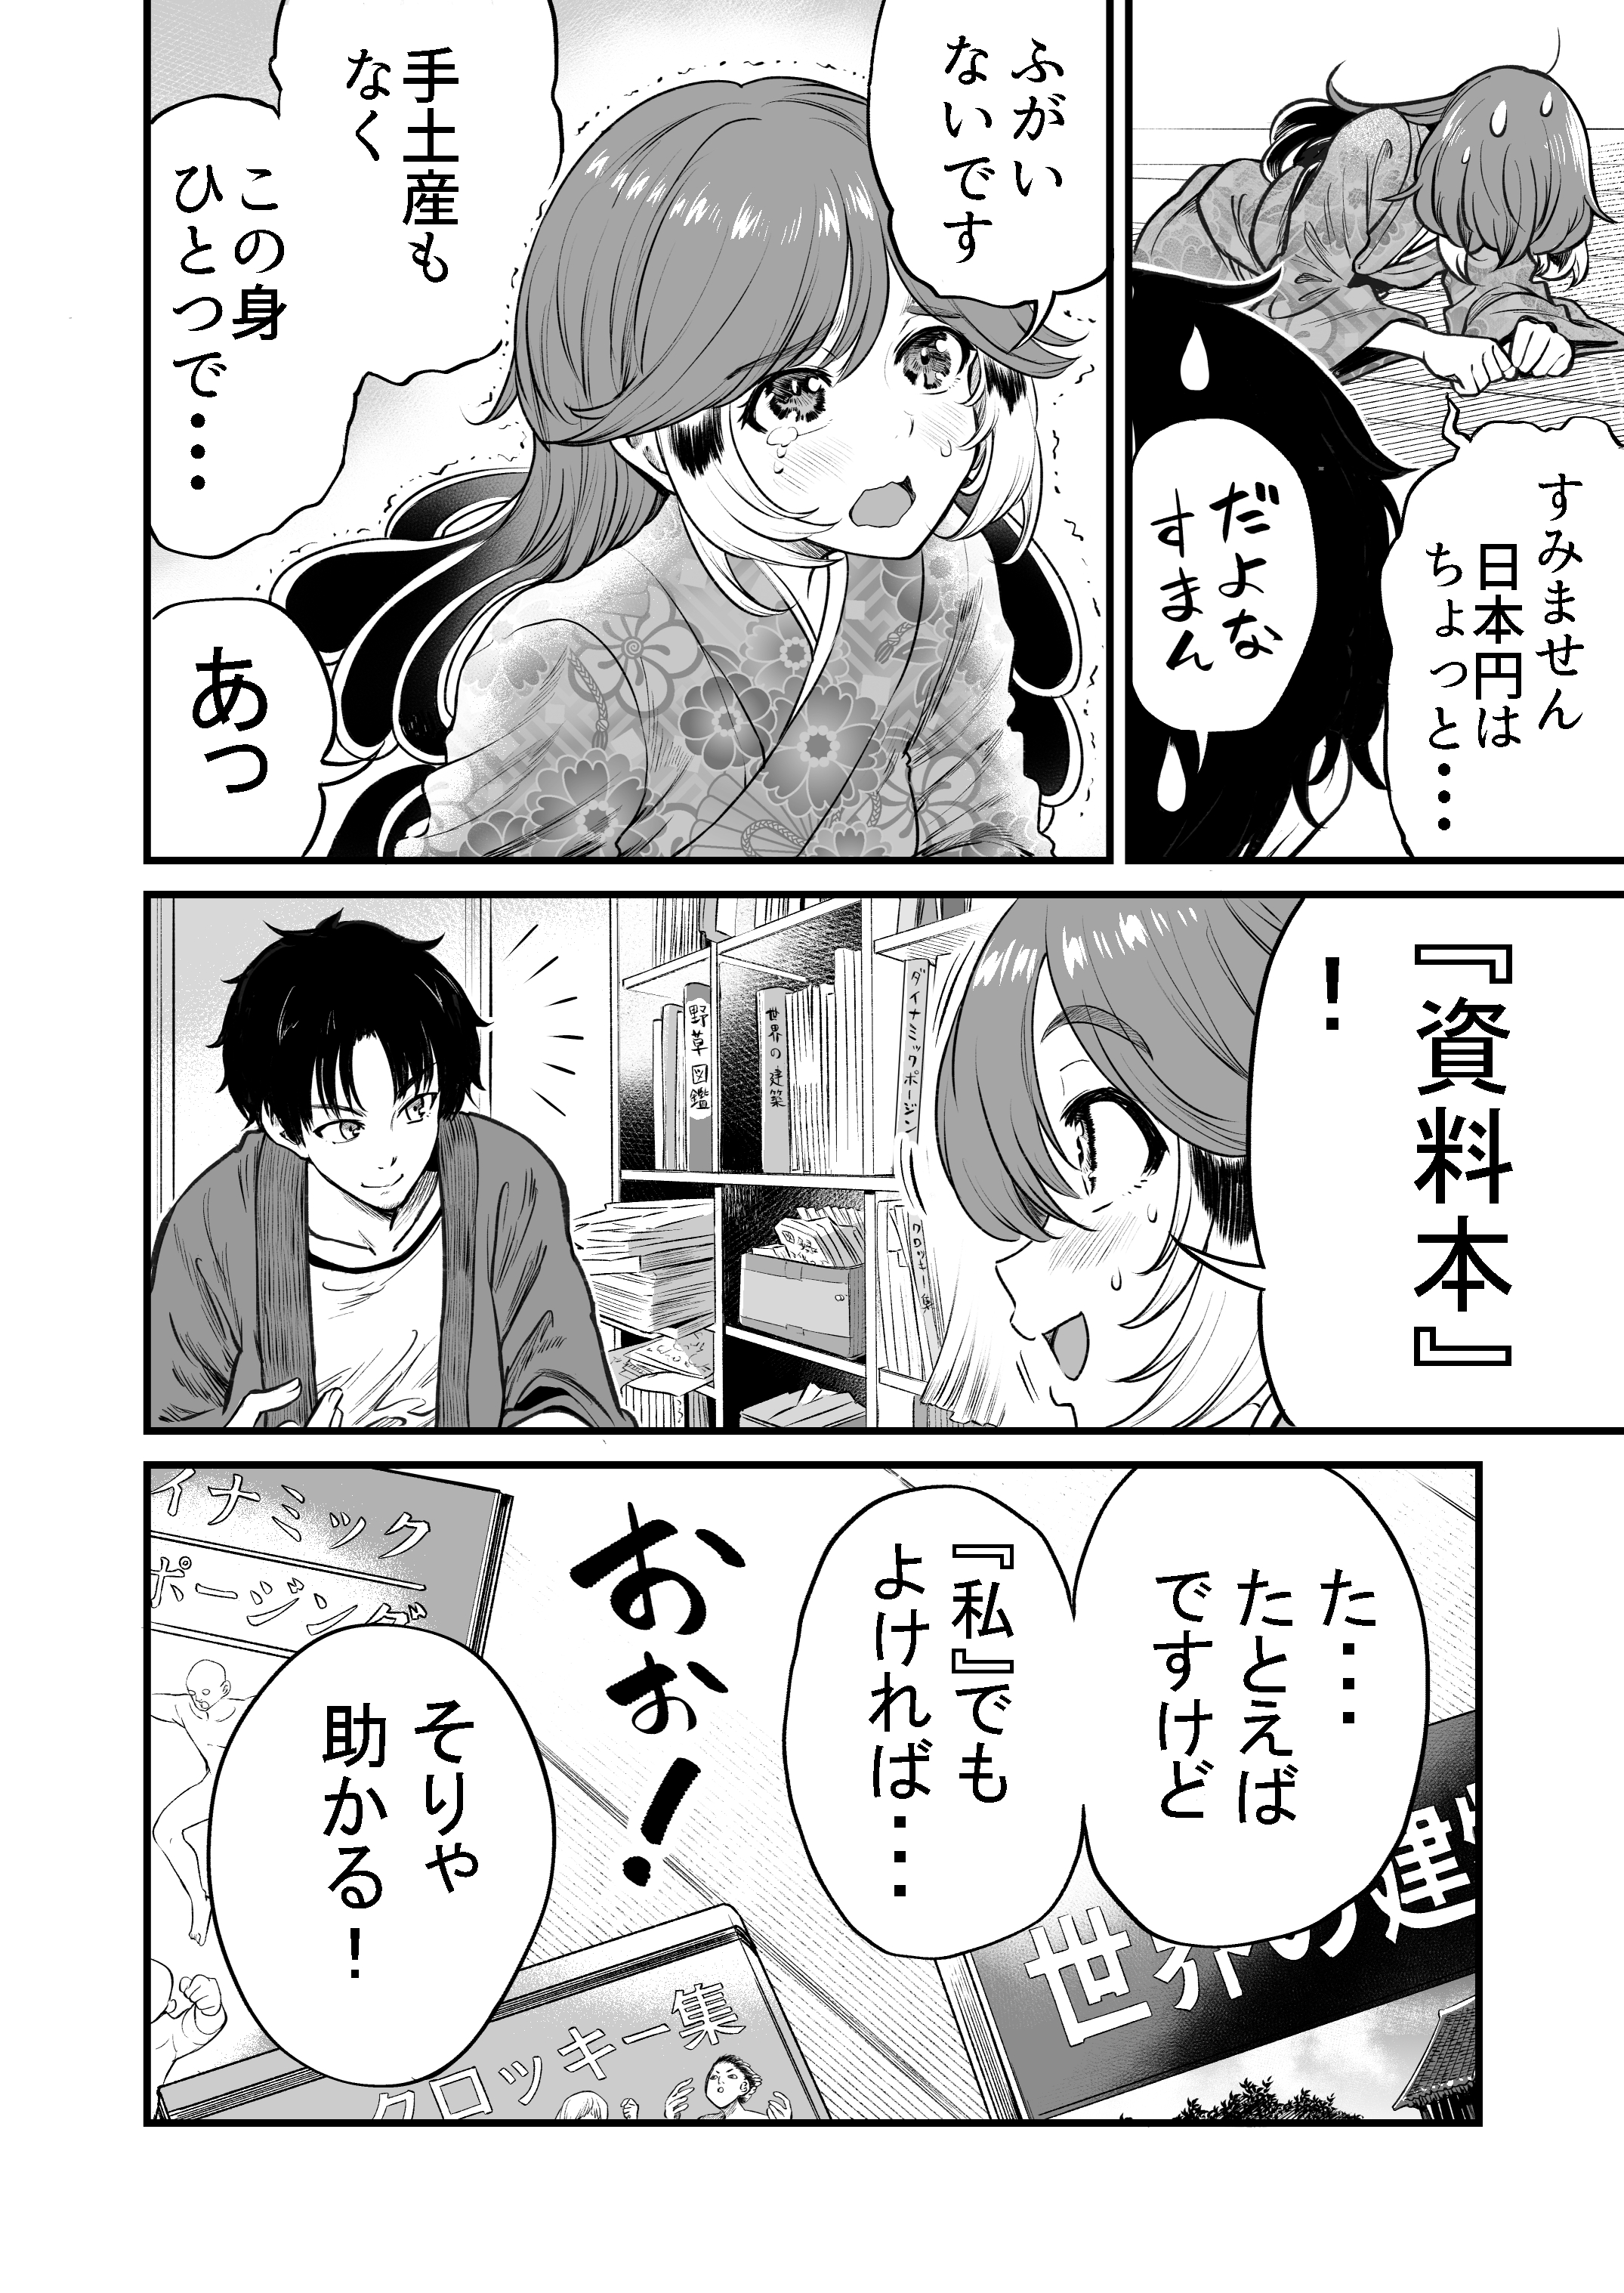 すみません
日本円は
ちょっと・・・
だよな
すまん
ふがい
ないです
手土産も
なく
この身
ひとつで・・・
あっ
『資料本』
！
ダイナミックポージン
世界の建築
野草図鑑
クロッキー集
た・・・
たとえば
ですけど
『私』でも
よければ・・・
おぉ！
そりゃ
助かる！
世界の建
イナミック
ポージング
クロッキー集